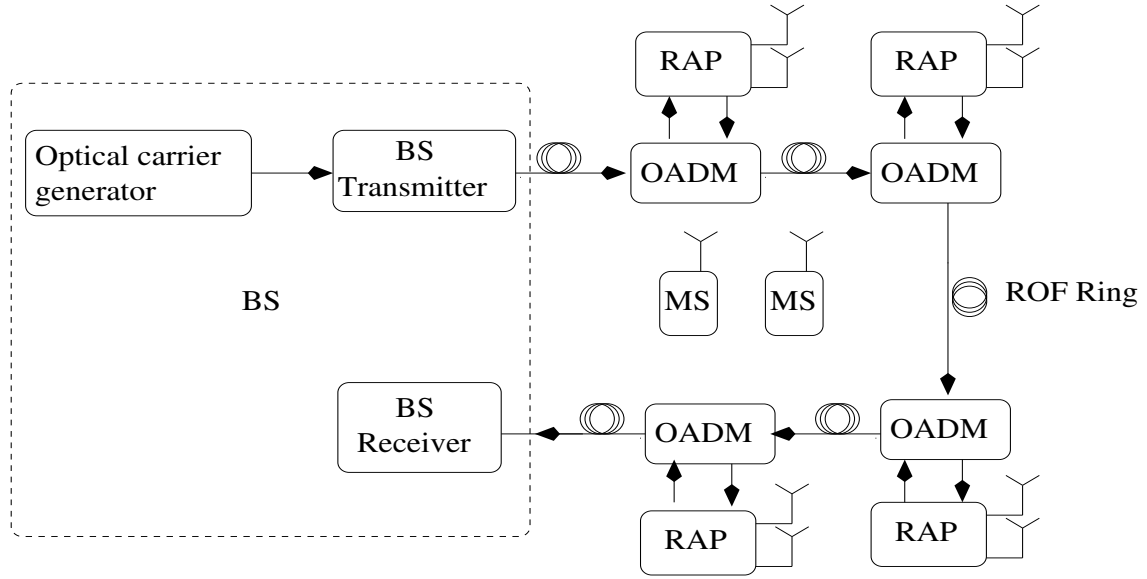 RAP
RAP
Optical carrier
generator
BS
Transmitter
OADM
OADM
MS
MS
BS
ROF Ring
BS
Receiver
OADM
OADM
RAP
RAP